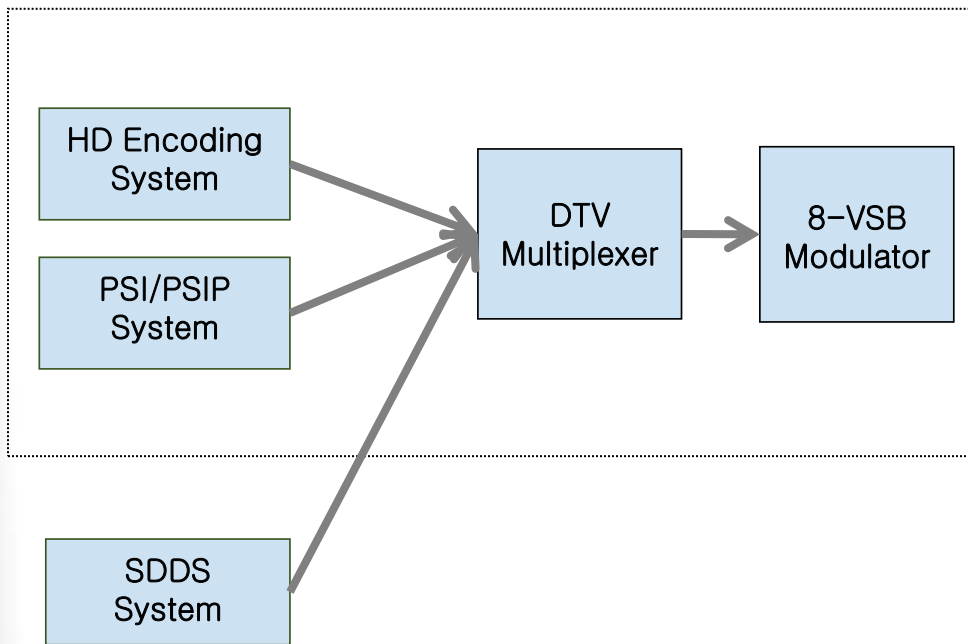 HD Encoding
System
PSI/PSIP
System
DTV
Multiplexer
8-VSB
Modulator
SDDS
System